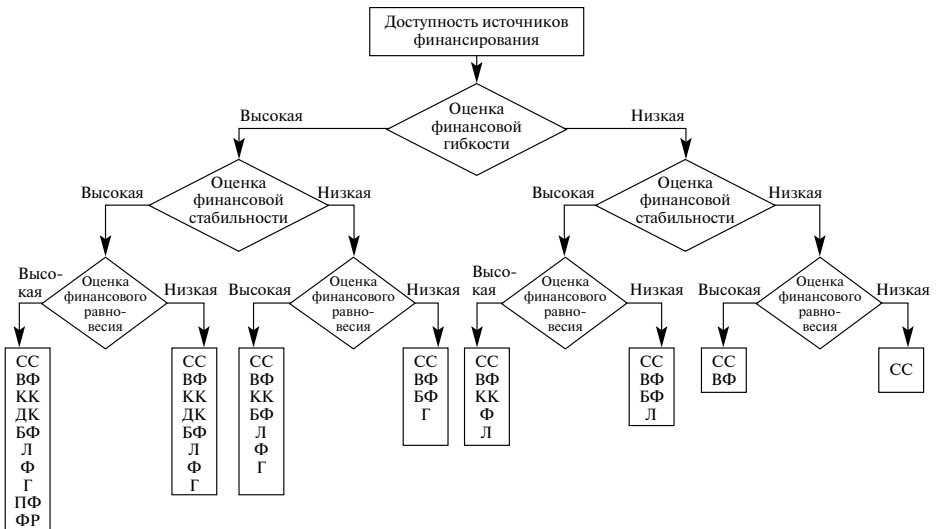 Доступность источников
финансирования
Оценка
финансовой
гибкости
Высокая
Низкая
Оценка
финансовой
стабильности
Высокая
Низкая
Оценка
финансовой
стабильности
Высокая
Низкая
Оценка
финансового
равно-
весия
Высо-
кая
Низкая
Оценка
финансового
равно-
весия
Высокая
Низкая
Оценка
финансового
равно-
весия
Высо-
кая
Низкая
Оценка
финансового
равно-
весия
Высокая
Низкая
СС
ВФ
КК
ДК
БФ
Л
Ф
Г
ПФ
ФР
СС
ВФ
КК
ДК
БФ
Л
Ф
Г
СС
ВФ
КК
БФ
Л
Ф
Г
СС
ВФ
БФ
Г
СС
ВФ
КК
Ф
Л
СС
ВФ
БФ
Л
СС
ВФ
СС